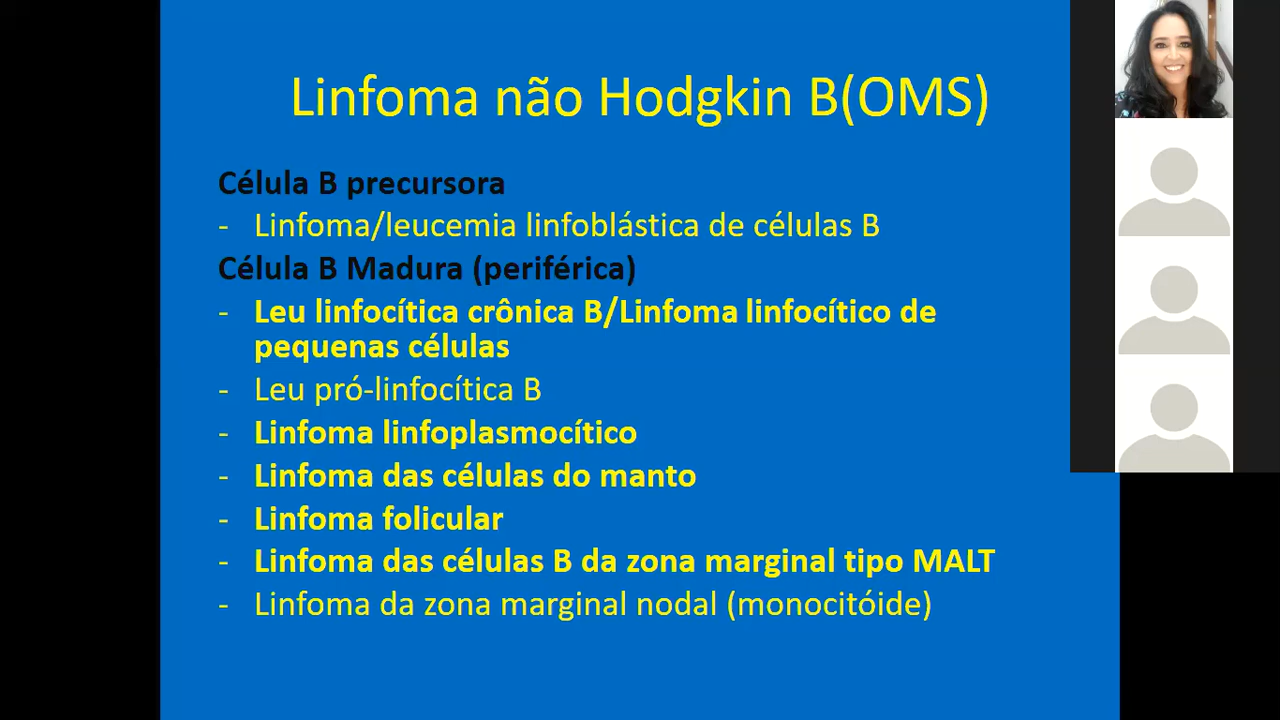 Linfoma não Hodgkin B(OMS)
Célula B precursora
- Linfoma/leucemia linfoblástica de células B
Célula B Madura (periférica)
- Leu linfocítica crônica B/Linfoma linfocítico de
pequenas células
- Leu pró-linfocítica B
- Linfoma linfoplasmocítico
- Linfoma das células do manto
- Linfoma folicular
- Linfoma das células B da zona marginal tipo MALT
- Linfoma da zona marginal nodal (monocitóide)